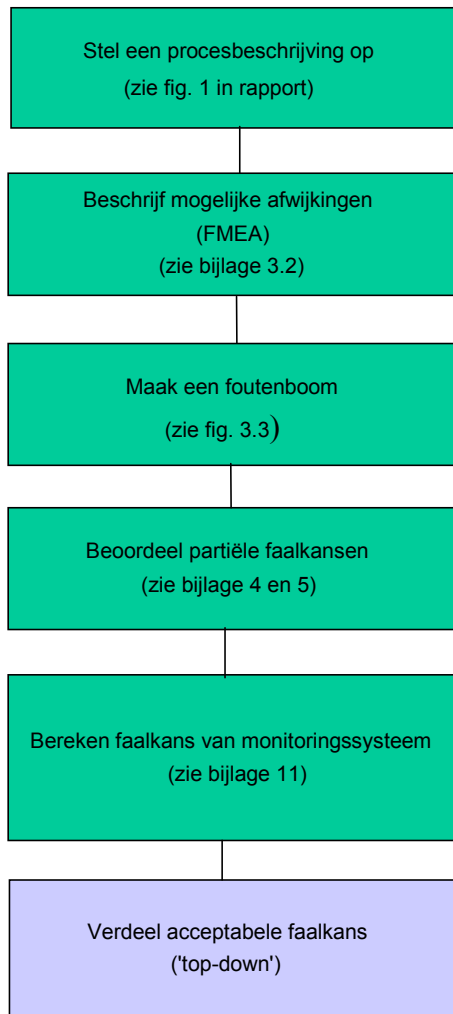 Stel een procesbeschrijving op
(zie fig. 1 in rapport)
Beschrijf mogelijke afwijkingen
(FMEA)
(zie bijlage 3.2)
Maak een foutenboom
(zie fig. 3.3)
Beoordeel partiële faalkansen
(zie bijlage 4 en 5)
Bereken faalkans van monitoringssysteem
(zie bijlage 11)
Verdeel acceptabele faalkans
('top-down')